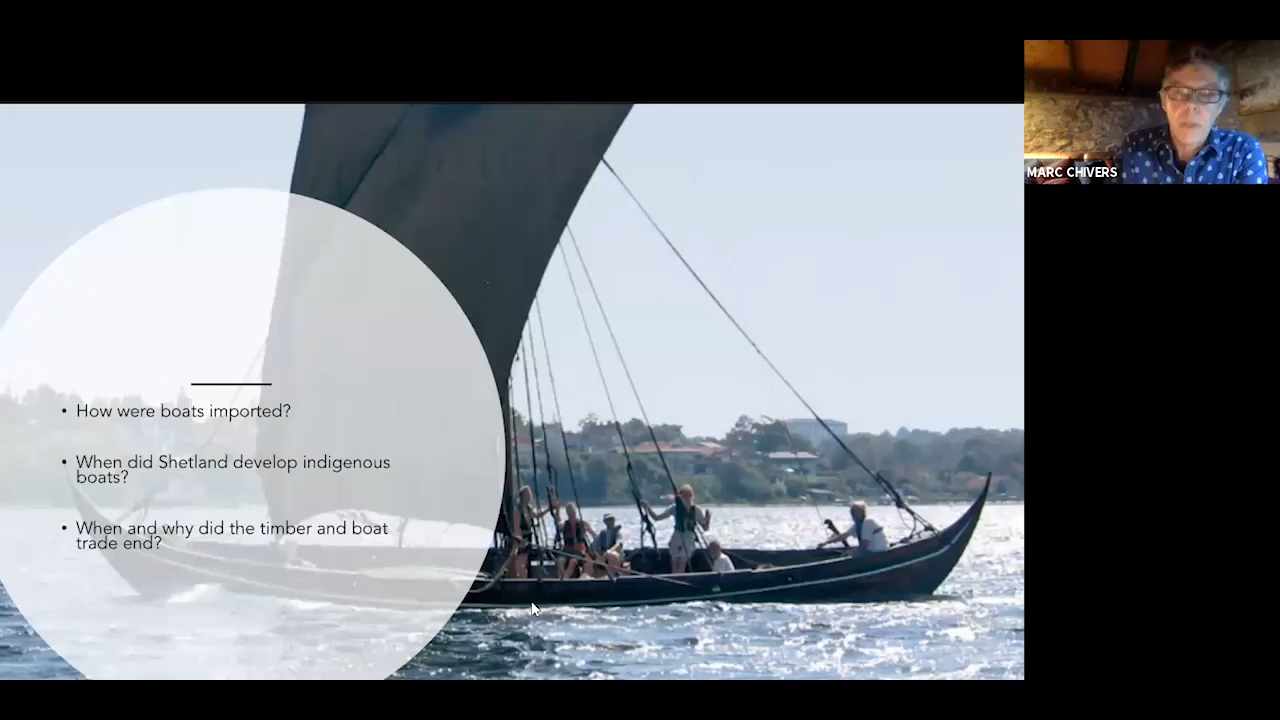 MARC CHIVERS
• How were boats imported?
• When did Shetland develop indigenous
boats?
• When and why did the timber and boat
trade end?